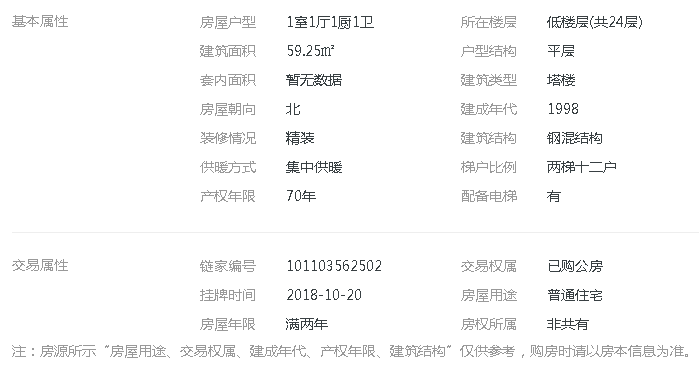 基本属性 房屋户型 1室1厅1厨1卫 所在楼层 低楼层(共24层)
建筑面积 59.25㎡ 户型结构 平层
套内面积 暂无数据 建筑类型 塔楼
房屋朝向 北 建成年代 1998
装修情况 精装 建筑结构 钢混结构
供暖方式 集中供暖 梯户比例 两梯十二户
产权年限 70年 配备电梯 有
交易属性 链家编号 101103562502 交易权属 已购公房
挂牌时间 2018-10-20 房屋用途 普通住宅
房屋年限 满两年 房权所属 非共有
注：房源所示“房屋用途、交易权属、建成年代、产权年限、建筑结构”仅供参考，购房时请以房本信息为准。